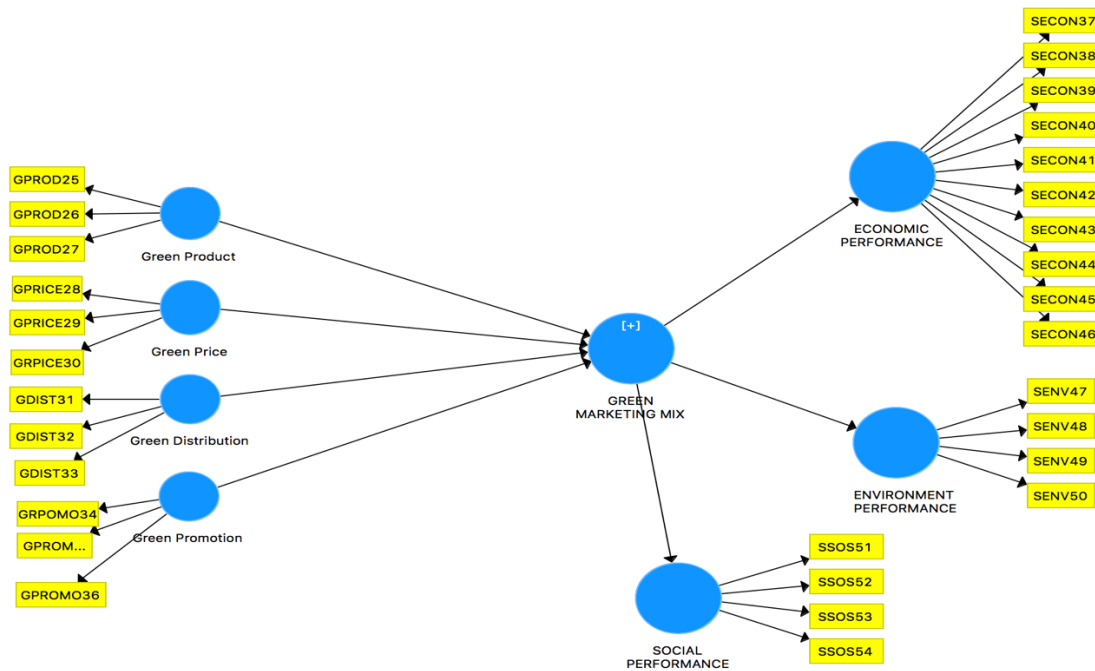 GPROD25
GPROD26
GPROD27
Green Product
GPRICE28
GPRICE29
GRPICE30
Green Price
GDIST31
GDIST32
GDIST33
Green Distribution
GRPOMO34
GPROM...
GPROMO36
Green Promotion
[+]
GREEN
MARKETING MIX
SECON37
SECON38
SECON39
SECON40
SECON41
SECON42
SECON43
SECON44
SECON45
SECON46
ECONOMIC
PERFORMANCE
SENV47
SENV48
SENV49
SENV50
ENVIRONMENT
PERFORMANCE
SSOS51
SSOS52
SSOS53
SSOS54
SOCIAL
PERFORMANCE